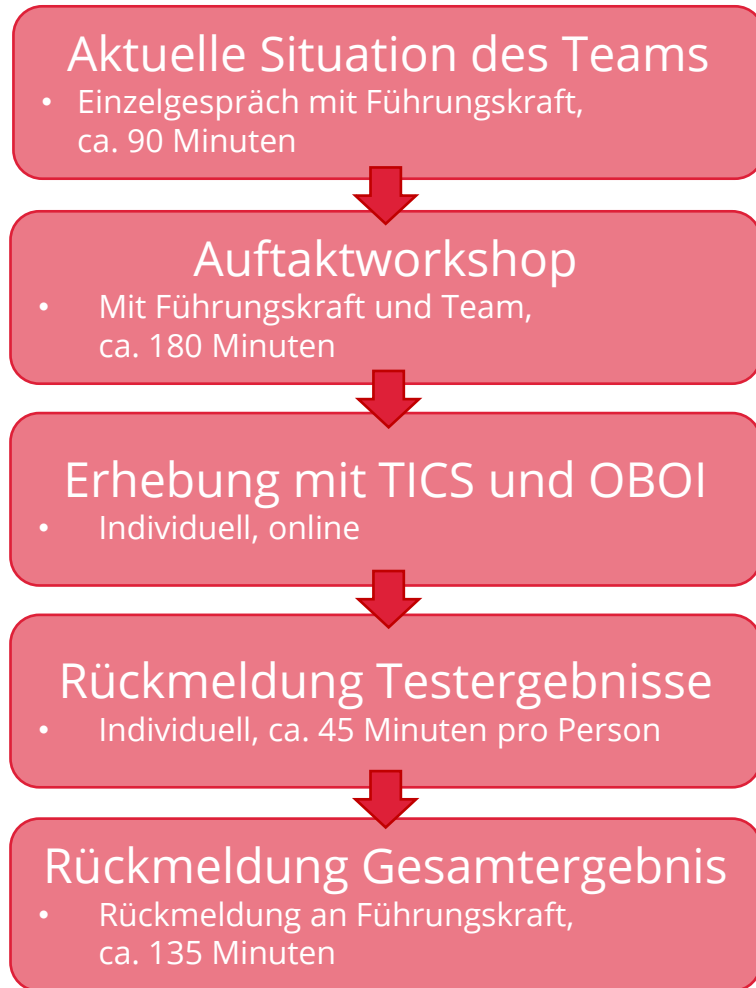 Aktuelle Situation des Teams
• Einzelgespräch mit Führungskraft,
ca. 90 Minuten
Auftaktworkshop
• Mit Führungskraft und Team,
ca. 180 Minuten
Erhebung mit TICS und OBOI
• Individuell, online
Rückmeldung Testergebnisse
• Individuell, ca. 45 Minuten pro Person
Rückmeldung Gesamtergebnis
• Rückmeldung an Führungskraft,
ca. 135 Minuten